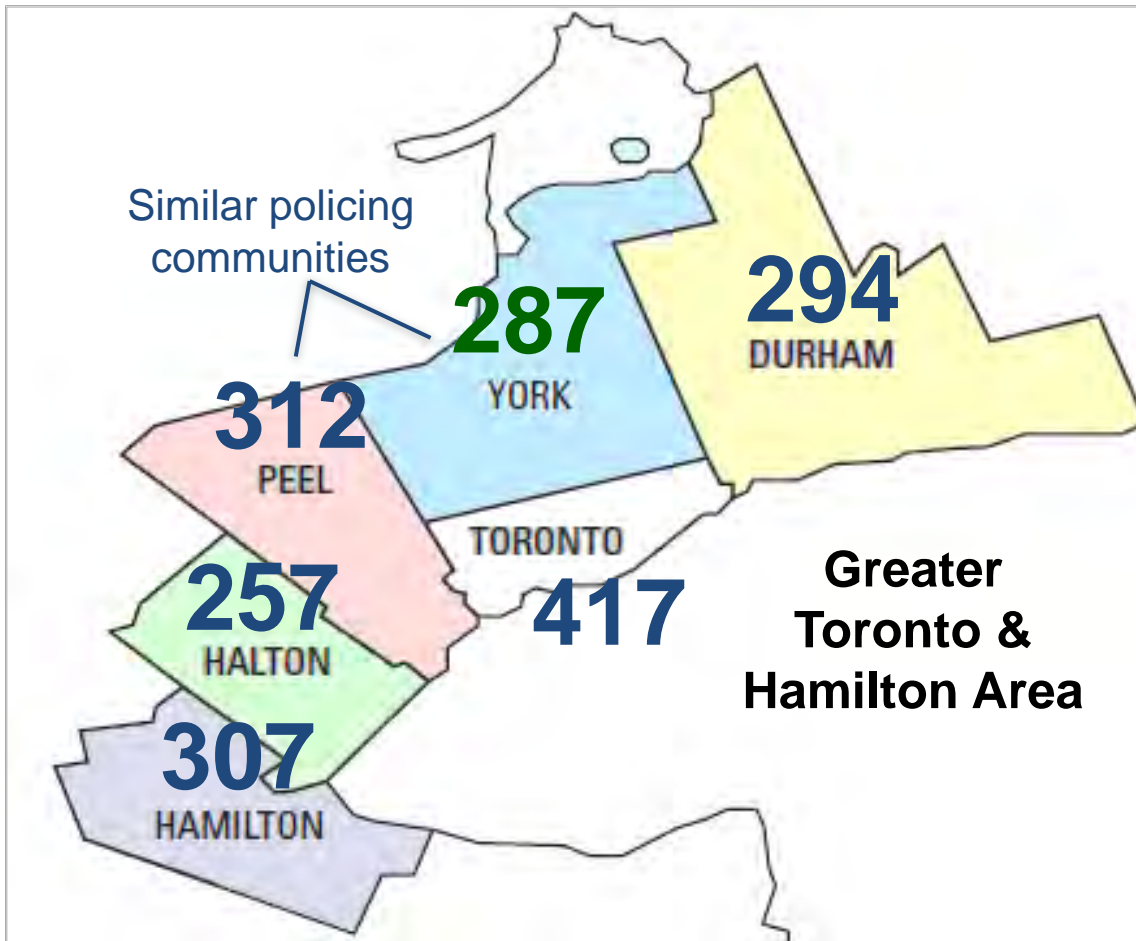 Similar policing
communities
287
YORK
294
DURHAM
312
PEEL
TORONTO
417
257
HALTON
307
HAMILTON
Greater
Toronto &
Hamilton Area